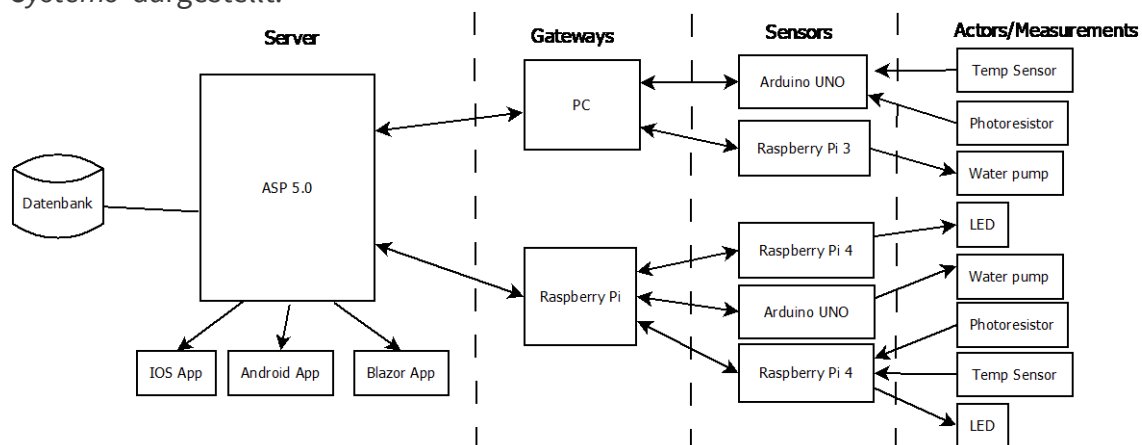 Systems dargestellt.
Server
Gateways
Sensors
Actors/Measurements
Datenbank
ASP 5.0
IOS App
Android App
Blazor App
PC
Raspberry Pi
Arduino UNO
Raspberry Pi 3
Raspberry Pi 4
Arduino UNO
Raspberry Pi 4
Temp Sensor
Photoresistor
Water pump
LED
Water pump
Photoresistor
Temp Sensor
LED